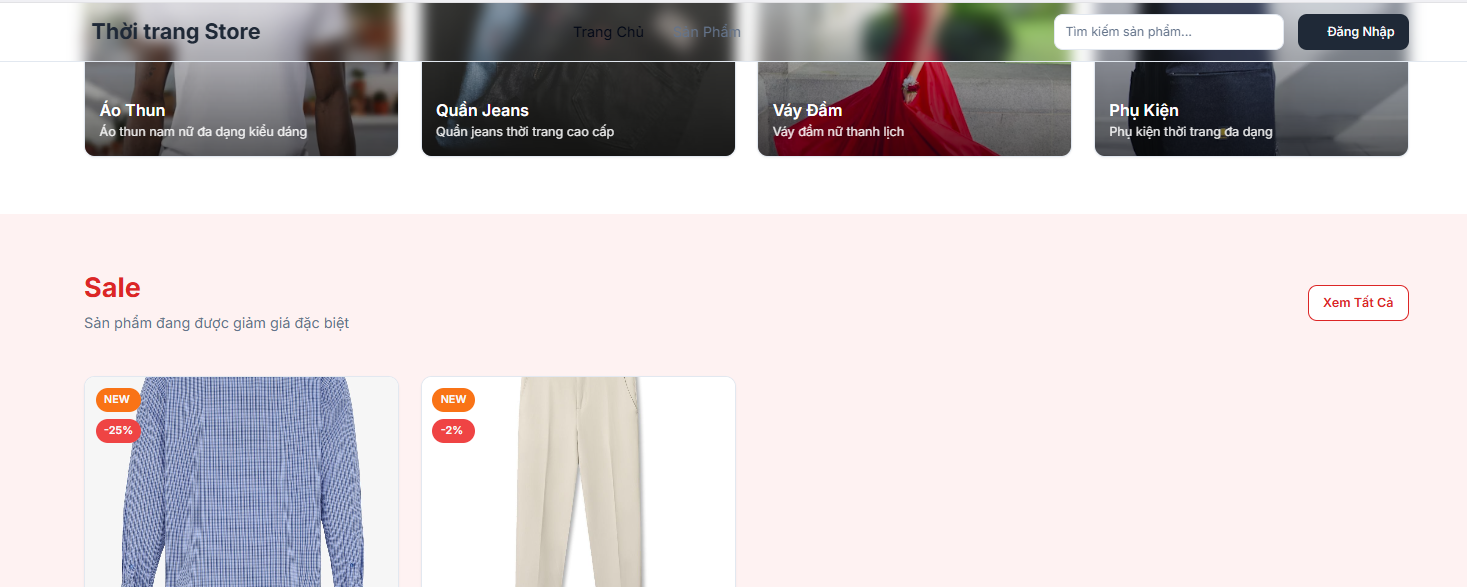 Thời trang Store
Trang Chủ
Sản Phẩm
Tìm kiếm sản phẩm...
Đăng Nhập
Áo Thun
Áo thun nam nữ đa dạng kiểu dáng
Quần Jeans
Quần jeans thời trang cao cấp
Váy Đầm
Váy đầm nữ thanh lịch
Phụ Kiện
Phụ kiện thời trang đa dạng
Sale
Sản phẩm đang được giảm giá đặc biệt
Xem Tất Cả
NEW
-25%
NEW
-2%